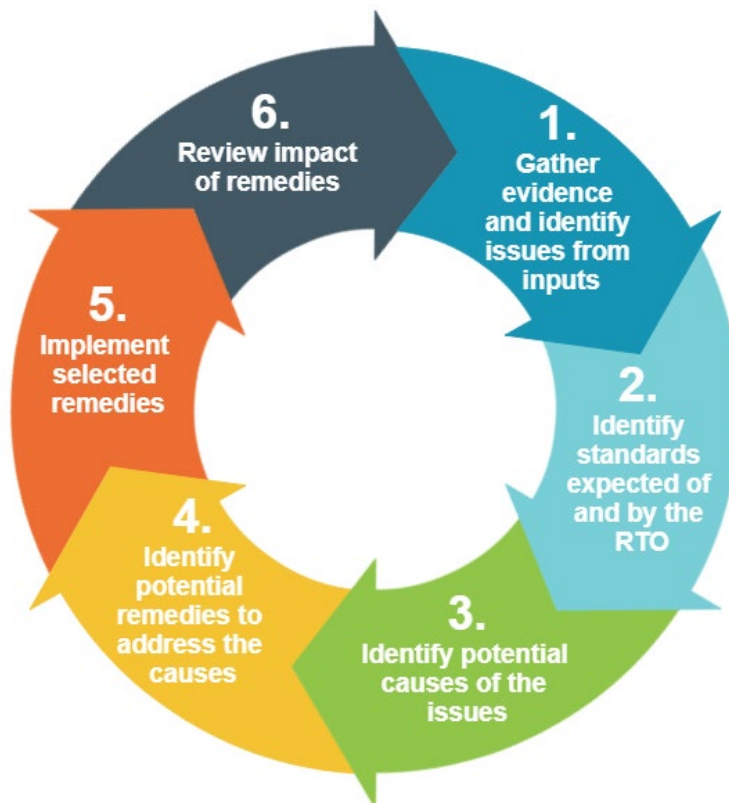 1.
Gather
evidence
and identify
issues from
inputs
2.
Identify
standards
expected of
and by the
RTO
3.
Identify potential
causes of the
issues
4.
Identify
potential
remedies to
address the
causes
5.
Implement
selected
remedies
6.
Review impact
of remedies